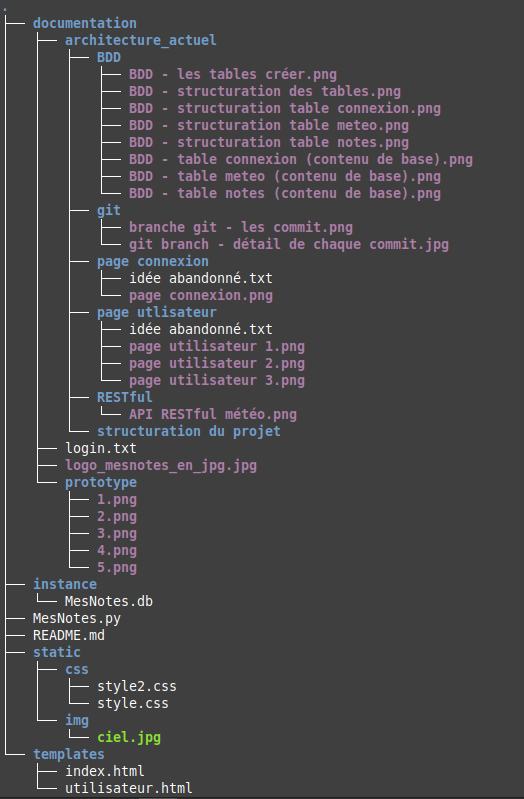 .
├── documentation
│   ├── architecture_actuel
│   │   ├── BDD
│   │   │   ├── BDD - les tables créer.png
│   │   │   ├── BDD - structuration des tables.png
│   │   │   ├── BDD - structuration table connexion.png
│   │   │   ├── BDD - structuration table meteo.png
│   │   │   ├── BDD - structuration table notes.png
│   │   │   ├── BDD - table connexion (contenu de base).png
│   │   │   ├── BDD - table meteo (contenu de base).png
│   │   │   └── BDD - table notes (contenu de base).png
│   │   ├── git
│   │   │   ├── branche git - les commit.png
│   │   │   └── git branch - détail de chaque commit.jpg
│   │   ├── page connexion
│   │   │   ├── idée abandonné.txt
│   │   │   └── page connexion.png
│   │   ├── page utlisateur
│   │   │   ├── idée abandonné.txt
│   │   │   ├── page utilisateur 1.png
│   │   │   ├── page utilisateur 2.png
│   │   │   └── page utilisateur 3.png
│   │   ├── RESTful
│   │   │   └── API RESTful météo.png
│   │   └── structuration du projet
│   ├── login.txt
│   ├── logo_mesnotes_en_jpg.jpg
│   └── prototype
│       ├── 1.png
│       ├── 2.png
│       ├── 3.png
│       ├── 4.png
│       └── 5.png
├── instance
│   └── MesNotes.db
├── MesNotes.py
├── README.md
├── static
│   ├── css
│   │   ├── style2.css
│   │   └── style.css
│   └── img
│       └── ciel.jpg
└── templates
    ├── index.html
    └── utilisateur.html